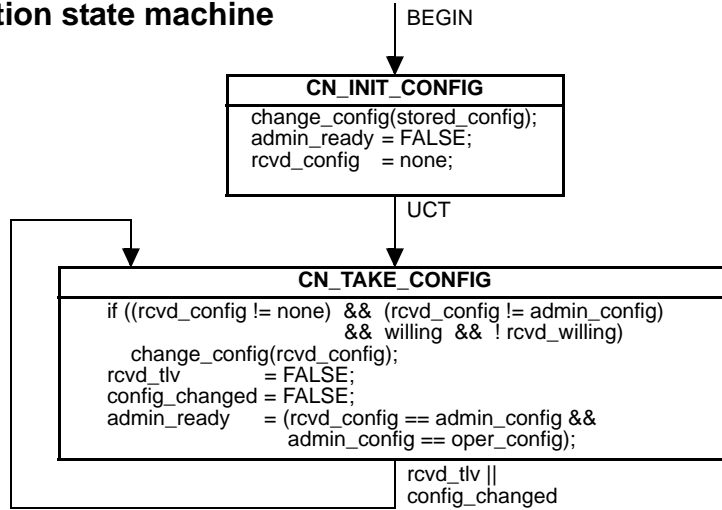 tion state machine
BEGIN
CN_INIT_CONFIG
change_config(stored_config);
admin_ready = FALSE;
rcvd_config = none;
UCT
CN_TAKE_CONFIG
if ((rcvd_config != none) && (rcvd_config != admin_config)
&& willing && ! rcvd_willing)
change_config(rcvd_config);
rcvd_tlv = FALSE;
config_changed = FALSE;
admin_ready = (rcvd_config == admin_config &&
admin_config == oper_config);
rcvd_tlv ||
config_changed